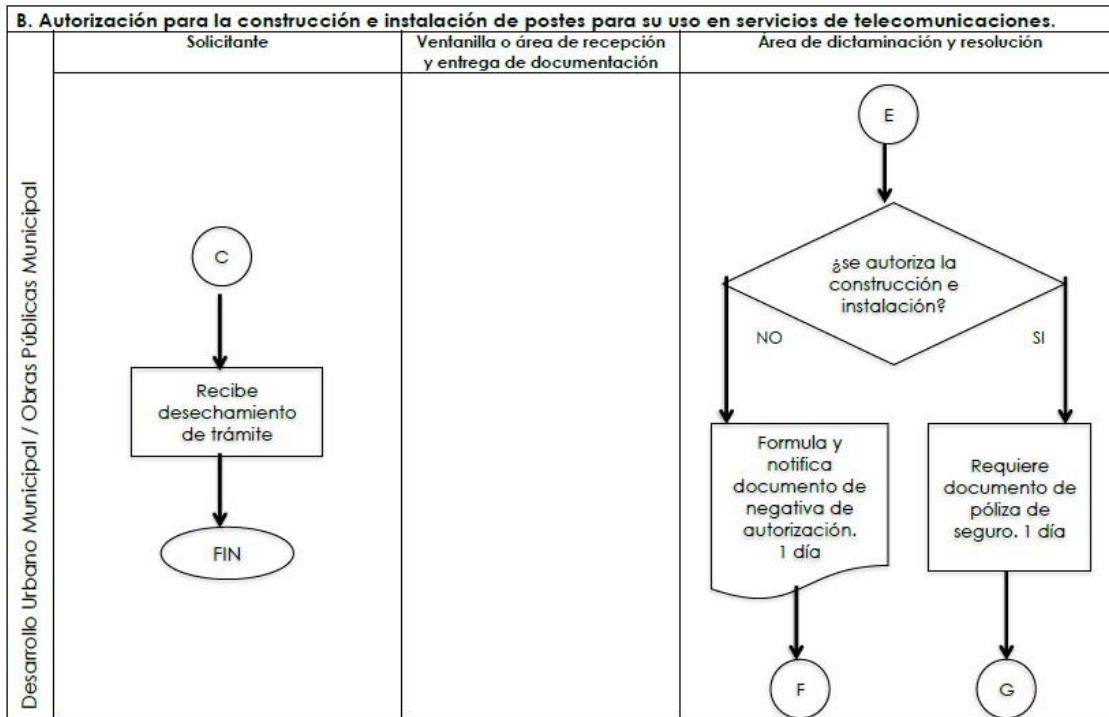 B. Autorización para la construcción e instalación de postes para su uso en servicios de telecomunicaciones.
Solicitante
Ventanilla o área de recepción
y entrega de documentación
Área de dictaminación y resolución
Desarrollo Urbano Municipal / Obras Públicas Municipal
C
Recibe
desechamiento
de trámite
FIN
E
¿se autoriza la
construcción e
instalación?
NO
SI
Formula y
notifica
documento de
negativa de
autorización.
1 día
Requiere
documento de
póliza de
seguro. 1 día
F
G